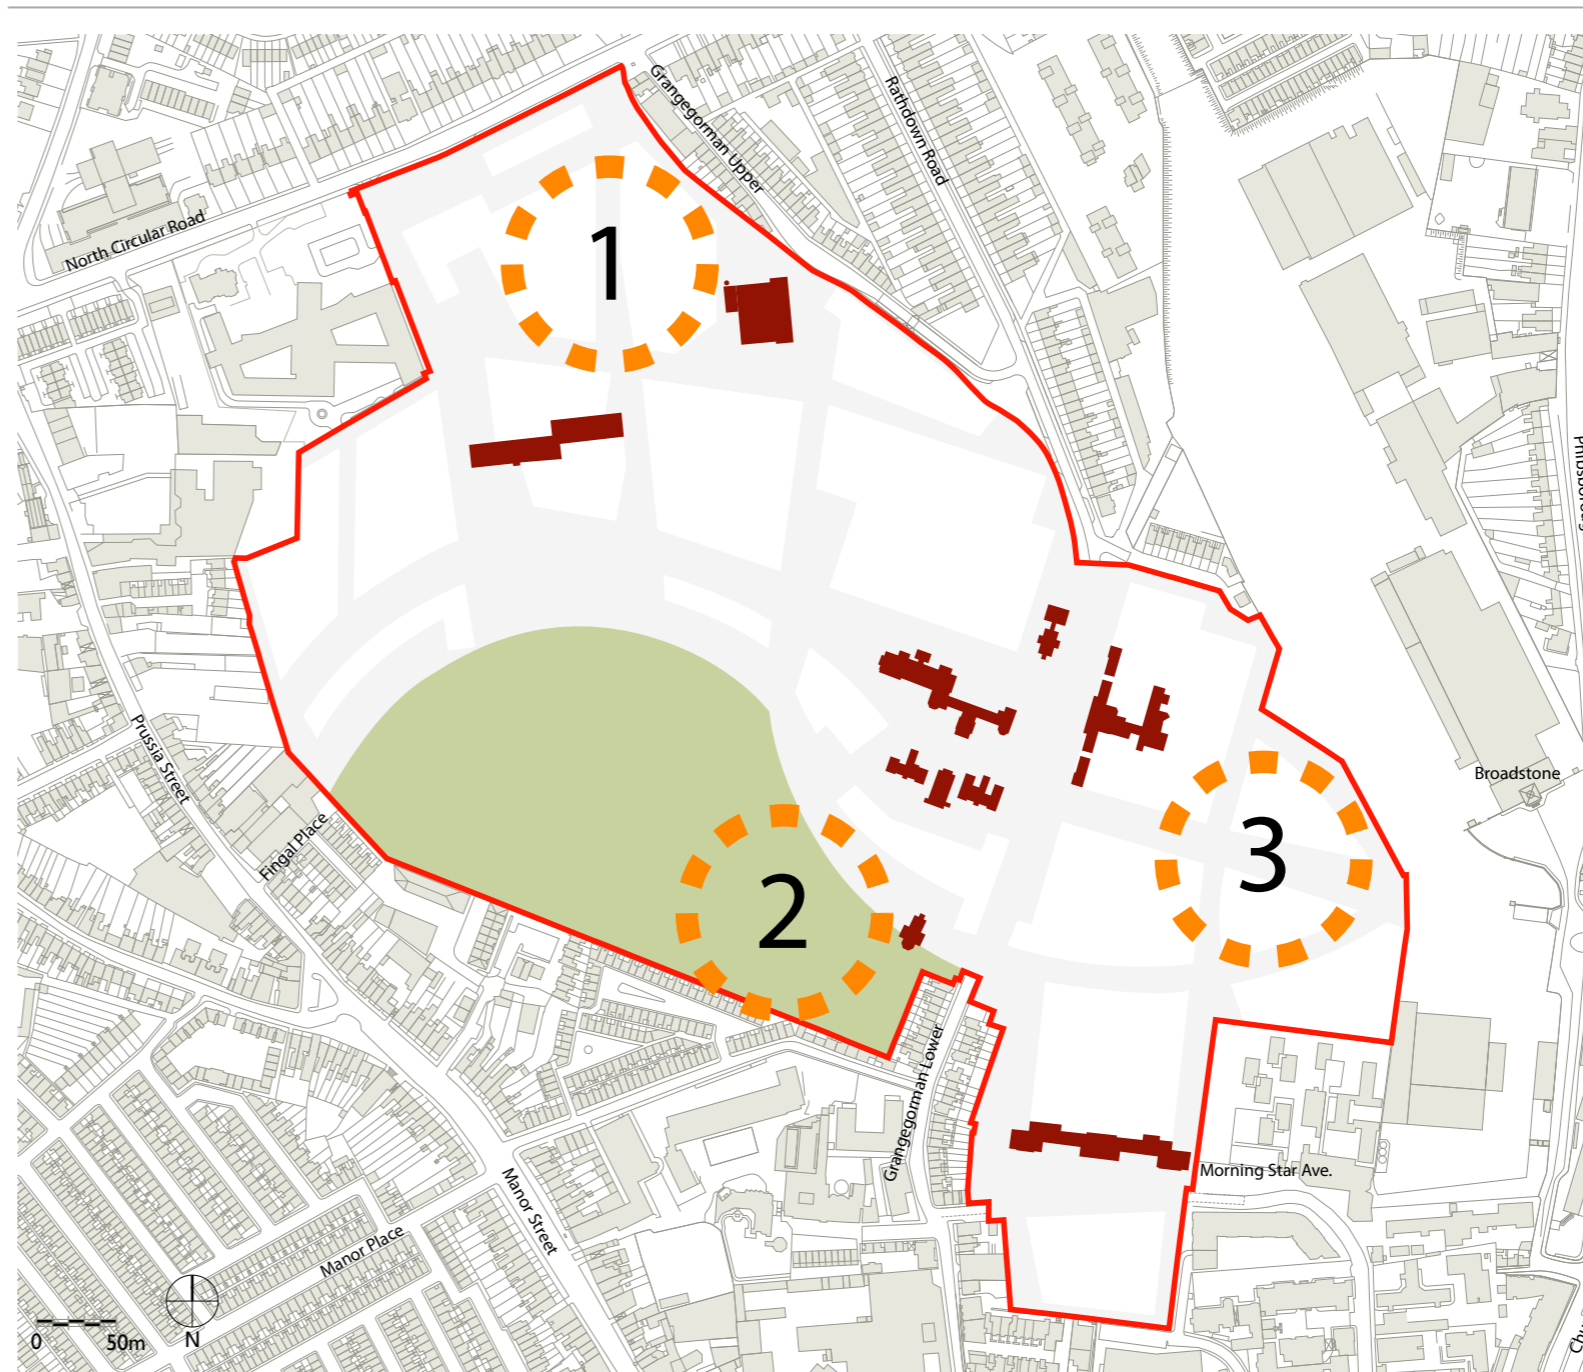 Grangegorman Upper
Rathdown Road
North Circular Road
1
Prussia Street
Fingal Place
2
3
Broadstone
Grangegorman Lower
Morning Star Ave.
Manor Street
Manor Place
0 50m
N